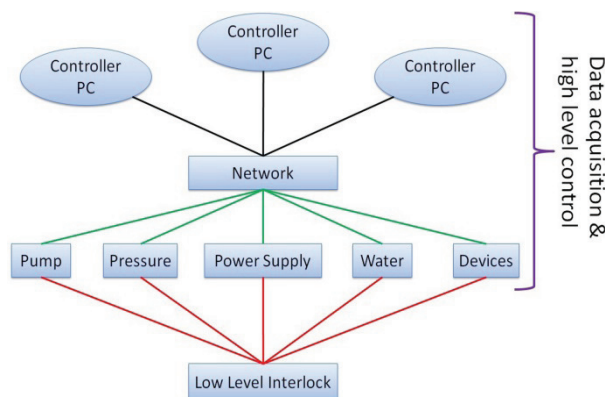 Controller
PC
Controller
PC
Controller
PC
Network
Pump
Pressure
Power Supply
Water
Devices
Low Level Interlock
Data acquisition &
high level control